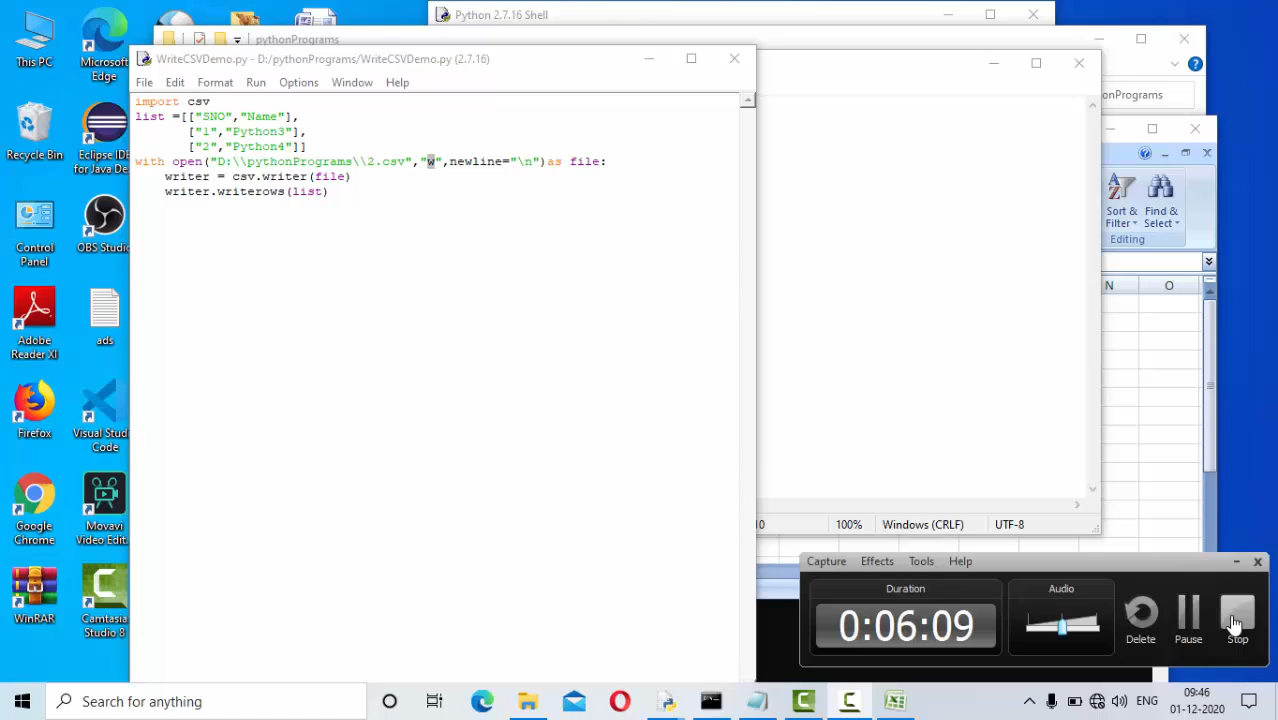 Python 2.7.16 Shell
pythonPrograms
This PC
Microsoft Edge
WriteCSVDemo.py - D:/pythonPrograms/WriteCSVDemo.py (2.7.16)
File Edit Format Run Options Window Help
import csv
list =[["SNO","Name"],
["1","Python3"],
["2","Python4"]]
with open("D:\\pythonPrograms\\2.csv","w",newline="\n")as file:
writer = csv.writer(file)
writer.writerows(list)
onPrograms
Sort & Filter
Find & Select
Editing
N O
Recycle Bin
Eclipse IDE for Java De...
Control Panel
OBS Studio
Adobe Reader XI
ads
Firefox
Visual Studi Code
Google Chrome
Movavi Video Edit...
WinRAR
Camtasia Studio 8
10 100% Windows (CRLF) UTF-8
Capture Effects Tools Help
Duration
Audio
0:06:09
Delete
Pause
Stop
Search for anything
ENG
09:46
01-12-2020